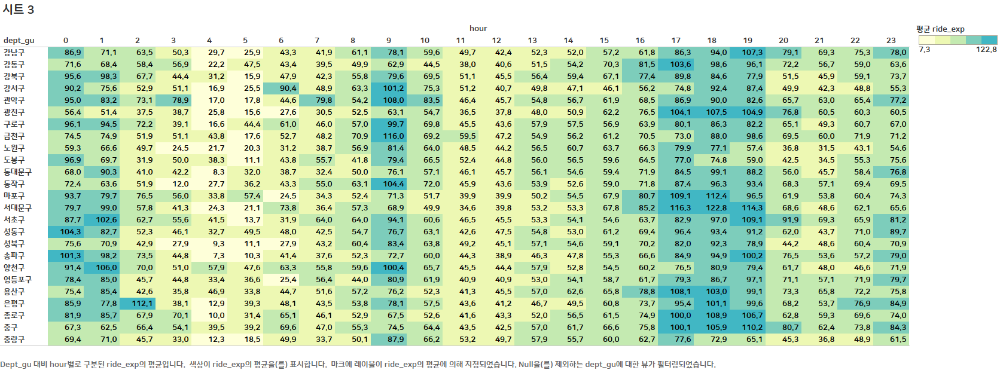 시트 3
hour
평균 ride_exp
dept_gu 0 1 2 3 4 5 6 7 8 9 10 11 12 13 14 15 16 17 18 19 20 21 22 23
7.3 122.8
강남구 86.9 71.1 63.5 50.3 29.7 25.9 43.3 41.9 61.1 78.1 59.6 49.7 42.4 52.3 52.0 57.2 61.8 86.3 94.0 107.3 79.1 69.3 75.3 78.0
강동구 71.6 68.4 58.4 56.9 22.2 47.5 43.4 39.5 49.9 62.9 44.5 38.0 40.6 51.5 54.2 70.3 81.5 103.6 98.6 96.1 72.2 56.7 59.0 63.6
강북구 95.6 98.3 67.7 44.4 31.2 15.9 47.9 42.3 55.8 79.6 69.5 51.1 45.5 56.4 59.4 67.1 77.4 89.8 84.6 77.9 51.5 45.9 59.1 73.7
강서구 90.2 75.6 52.9 51.1 16.9 25.5 90.4 48.9 63.3 101.2 75.3 51.2 40.7 49.8 47.1 46.1 56.2 74.8 92.4 87.4 49.9 42.3 48.8 55.3
관악구 95.0 83.2 73.1 78.9 17.0 17.8 44.6 79.8 54.2 108.0 83.5 46.4 45.7 54.8 56.7 61.9 68.5 86.9 90.0 82.6 65.7 63.0 65.4 77.2
광진구 56.4 51.4 37.5 38.7 25.8 15.6 27.6 30.5 52.5 63.1 54.7 36.5 37.8 48.0 50.9 62.2 76.5 104.1 107.5 104.9 76.8 60.5 60.3 60.5
구로구 96.1 94.5 72.2 39.1 16.6 44.4 61.0 46.0 57.0 99.7 69.8 45.5 43.6 57.9 57.5 56.9 63.9 80.1 86.3 82.2 65.1 49.3 60.7 67.0
금천구 74.5 74.9 51.9 51.1 43.8 17.6 52.7 48.2 70.9 116.0 69.2 59.5 47.2 54.9 56.2 61.2 70.5 73.0 88.0 98.6 69.5 60.0 71.9 71.2
노원구 59.3 66.6 49.7 24.5 21.7 20.3 31.2 38.7 56.9 81.4 64.0 48.5 44.2 56.5 60.7 63.7 66.3 79.9 77.1 57.4 36.8 31.5 43.1 54.6
도봉구 96.9 69.7 31.9 50.0 38.3 11.1 43.8 55.7 41.8 79.4 66.5 52.4 44.8 56.0 56.5 59.6 64.5 77.0 74.8 59.0 42.5 34.5 55.3 75.6
동대문구 68.0 90.3 41.0 42.2 8.3 32.0 38.7 32.4 50.0 76.1 57.1 46.1 45.7 56.1 54.6 59.4 71.9 84.5 99.1 88.2 56.0 45.7 58.4 76.8
동작구 72.4 63.6 51.9 12.0 27.7 36.2 43.3 55.0 63.1 104.4 72.0 45.9 43.6 53.9 52.6 59.0 71.8 87.4 96.3 93.4 68.3 57.1 69.4 69.5
마포구 93.7 79.7 76.5 56.0 33.8 57.4 24.5 34.3 52.4 71.3 51.7 39.9 39.9 50.2 54.5 67.9 80.7 109.1 112.4 96.5 61.9 53.8 60.4 74.3
서대문구 79.7 99.0 57.8 41.3 24.3 21.1 73.8 36.4 57.3 68.9 49.9 34.6 39.8 53.2 53.3 67.8 85.2 116.3 122.8 114.3 68.6 48.6 62.1 65.6
서초구 87.7 102.6 62.7 55.6 41.5 13.7 31.9 64.0 64.0 94.1 60.6 46.5 45.5 53.3 54.1 54.6 63.7 82.9 97.0 109.1 91.9 69.3 65.9 81.2
성동구 104.3 82.7 52.3 46.1 32.7 49.5 48.0 42.5 54.7 76.7 63.1 42.6 47.5 54.8 53.0 61.2 69.4 96.4 93.4 91.2 62.0 43.7 71.0 89.7
성북구 75.6 70.9 42.9 27.9 9.3 11.1 27.9 43.2 60.4 83.4 63.8 49.2 45.1 57.1 54.6 59.1 70.2 82.0 92.3 78.9 44.2 48.6 60.4 70.9
송파구 101.3 98.2 73.5 44.8 7.3 10.3 41.4 37.6 52.3 72.7 60.0 44.3 38.9 46.3 47.8 55.3 66.6 84.9 94.9 100.2 76.5 53.6 57.2 79.0
양천구 91.4 106.0 70.0 51.0 57.9 47.6 63.3 55.8 59.6 100.4 65.7 45.5 44.4 57.9 52.8 54.5 60.2 76.5 80.9 79.4 61.7 48.0 46.6 71.9
영등포구 78.4 85.0 45.7 44.8 33.4 36.6 25.4 56.4 44.0 80.9 61.9 40.9 40.9 53.0 54.1 58.7 61.7 79.3 86.7 97.1 71.1 57.1 71.9 79.7
용산구 75.4 85.4 42.6 35.8 46.9 33.8 44.7 51.6 57.2 76.2 52.3 41.3 45.5 57.0 62.6 65.8 78.8 108.1 103.0 99.1 73.3 65.8 72.2 75.8
은평구 85.9 77.8 112.1 38.1 12.9 39.3 48.1 43.5 53.8 78.1 57.5 43.6 41.2 46.7 49.5 60.8 73.7 95.4 101.1 99.6 68.2 53.7 76.9 84.9
종로구 81.9 85.7 67.9 70.1 10.0 31.4 65.1 46.1 52.9 67.5 52.6 41.6 43.3 52.0 56.5 61.5 74.9 100.0 108.9 106.7 62.8 59.3 69.6 74.0
중구 67.3 62.5 66.4 54.1 39.5 39.2 69.6 47.0 55.3 74.5 64.4 43.5 42.5 57.0 61.7 66.6 75.8 100.1 105.9 110.2 80.7 62.4 73.8 84.3
중랑구 69.4 71.0 45.7 33.0 12.3 18.5 49.9 33.7 50.1 87.9 66.2 53.2 49.7 57.9 55.7 60.0 62.7 77.6 72.9 65.1 45.3 36.8 48.9 61.5
Dept_gu 대비 hour별로 구분된 ride_exp의 평균입니다. 색상이 ride_exp의 평균을(를) 표시합니다. 마크에 레이블이 ride_exp의 평균에 의해 지정되었습니다. Null을(를) 제외하는 dept_gu에 대한 뷰가 필터링되었습니다.